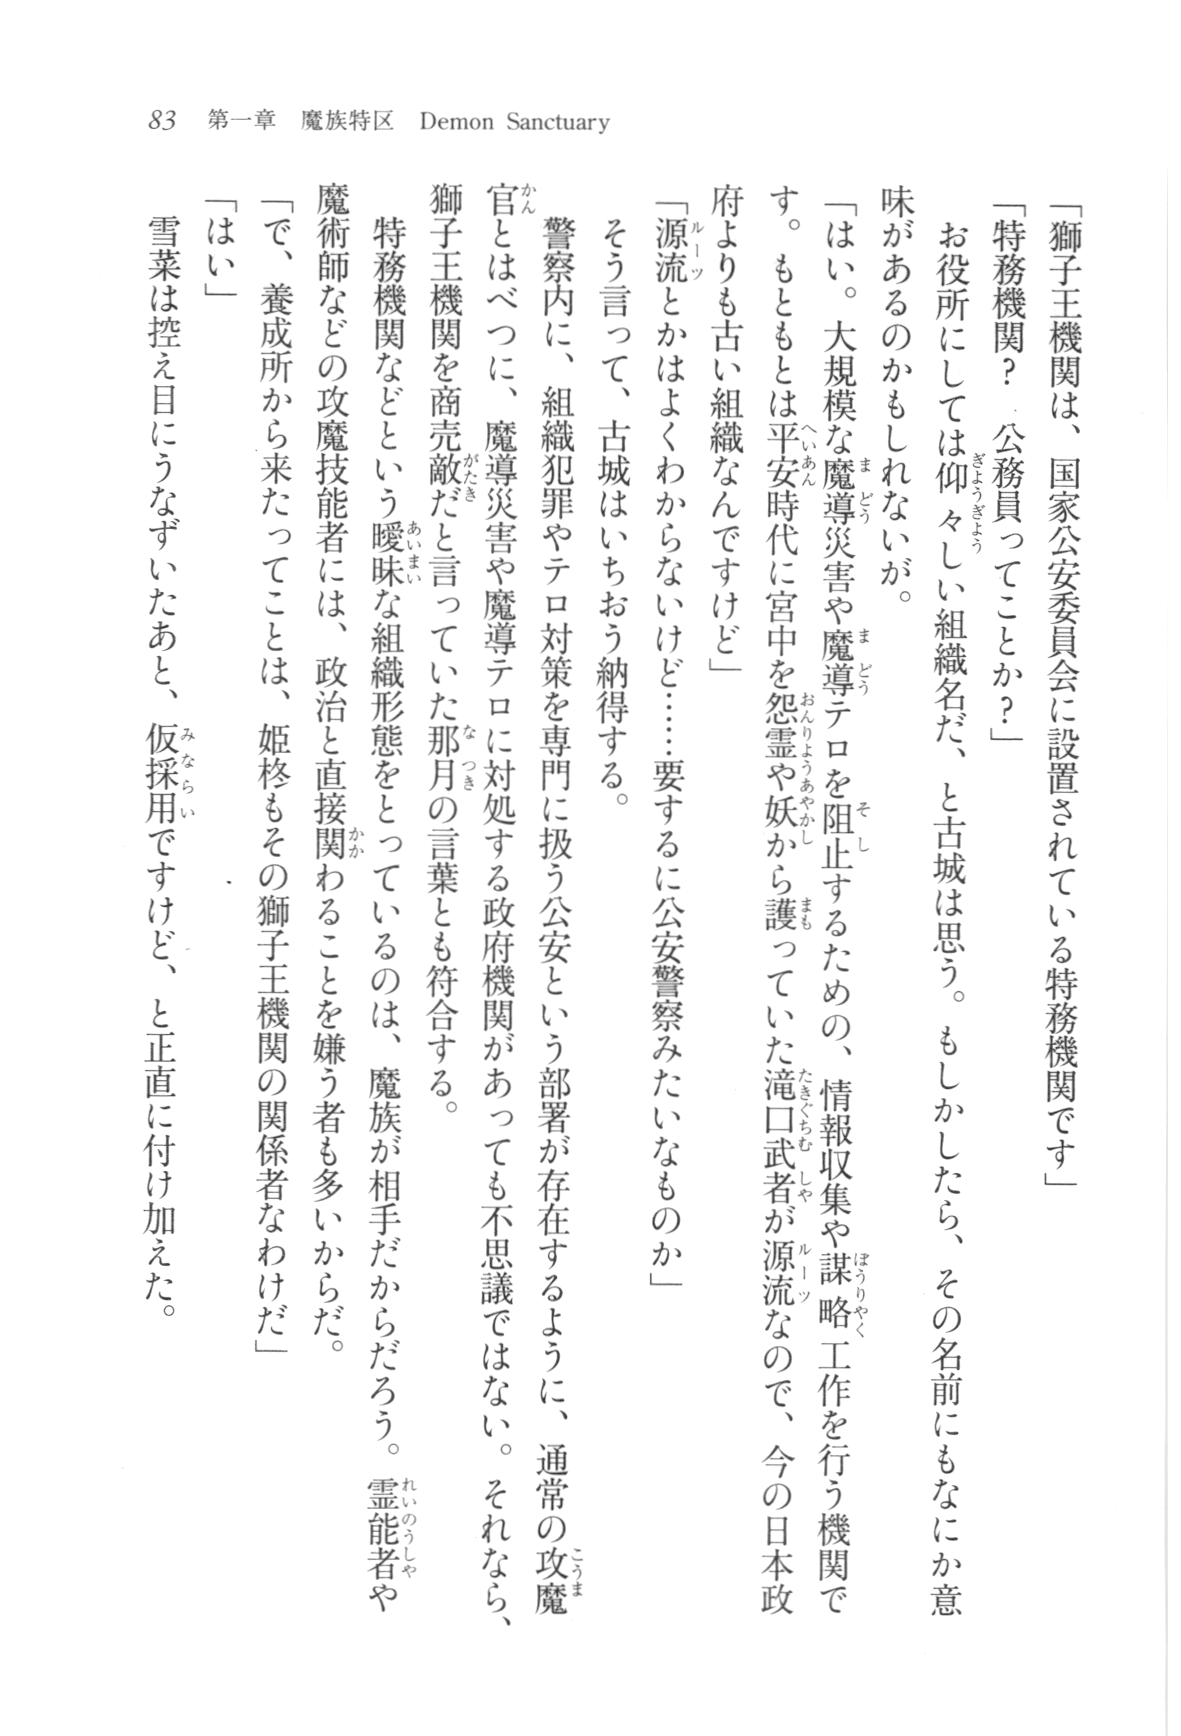 83　第一章　魔族特区　Demon Sanctuary
「獅子王機関は、国家公安委員会に設置されている特務機関です」
「特務機関？　公務員ってことか？」
　お役所にしては仰々しい組織名だ、と古城は思う。もしかしたら、その名前にもなにか意
味があるのかもしれないが。
「はい。大規模な魔導災害や魔導テロを阻止するための、情報収集や謀略工作を行う機関で
す。もともとは平安時代に宮中を怨霊や妖から護っていた滝口武者が源流なので、今の日本政
府よりも古い組織なんですけど」
「源流とかはよくわからないけど……要するに公安警察みたいなものか」
　そう言って、古城はいちおう納得する。
　警察内に、組織犯罪やテロ対策を専門に扱う公安という部署が存在するように、通常の攻魔
官とはべつに、魔導災害や魔導テロに対処する政府機関があっても不思議ではない。それなら、
獅子王機関を商売敵だと言っていた那月の言葉とも符合する。
　特務機関などという曖昧な組織形態をとっているのは、魔族が相手だからだろう。霊能者や
魔術師などの攻魔技能者には、政治と直接関わることを嫌う者も多いからだ。
「で、養成所から来たってことは、姫柊もその獅子王機関の関係者なわけだ」
「はい」
　雪菜は控え目にうなずいたあと、仮採用ですけど、と正直に付け加えた。